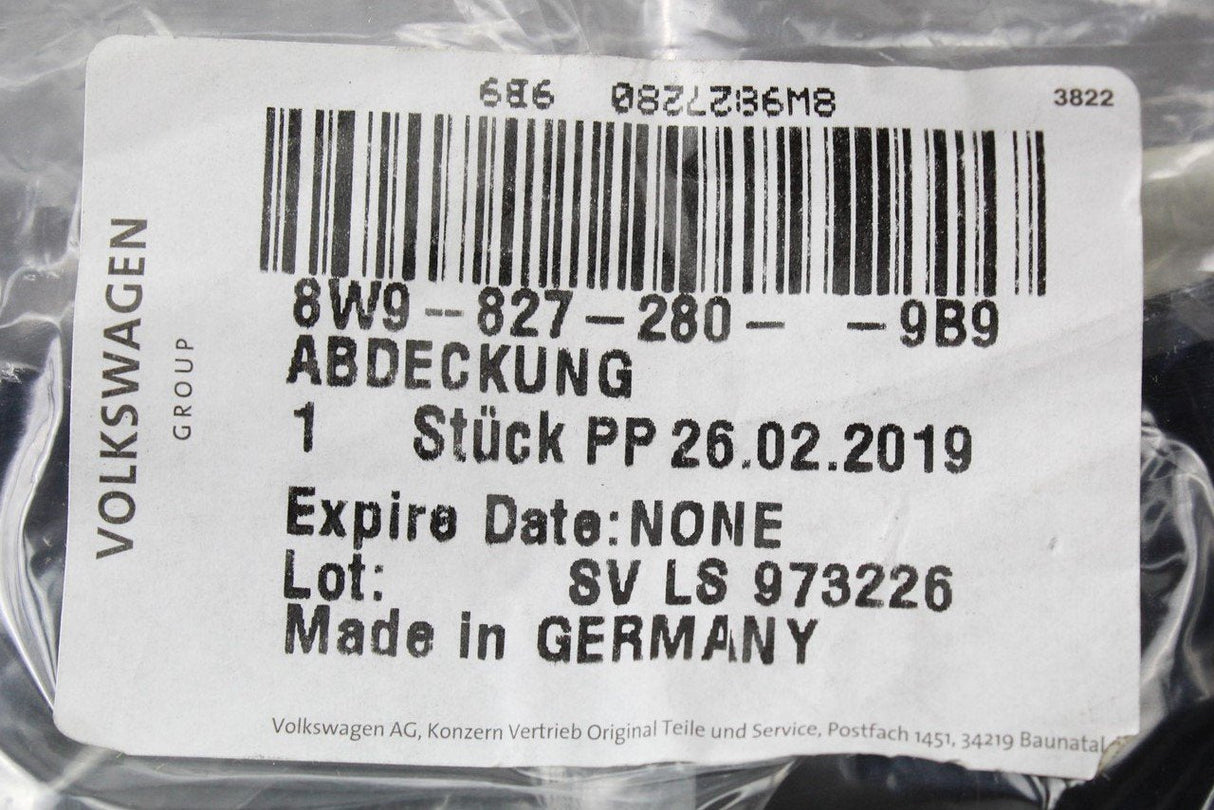 8W9827280 9B9
3822
8W9-827-280- -9B9
ABDECKUNG
1 Stück PP 26.02.2019
Expire Date:NONE
Lot: SV LS 973226
Made in GERMANY
VOLKSWAGEN
GROUP
Volkswagen AG, Konzern Vertrieb Original Teile und Service, Postfach 1451, 34219 Baunatal